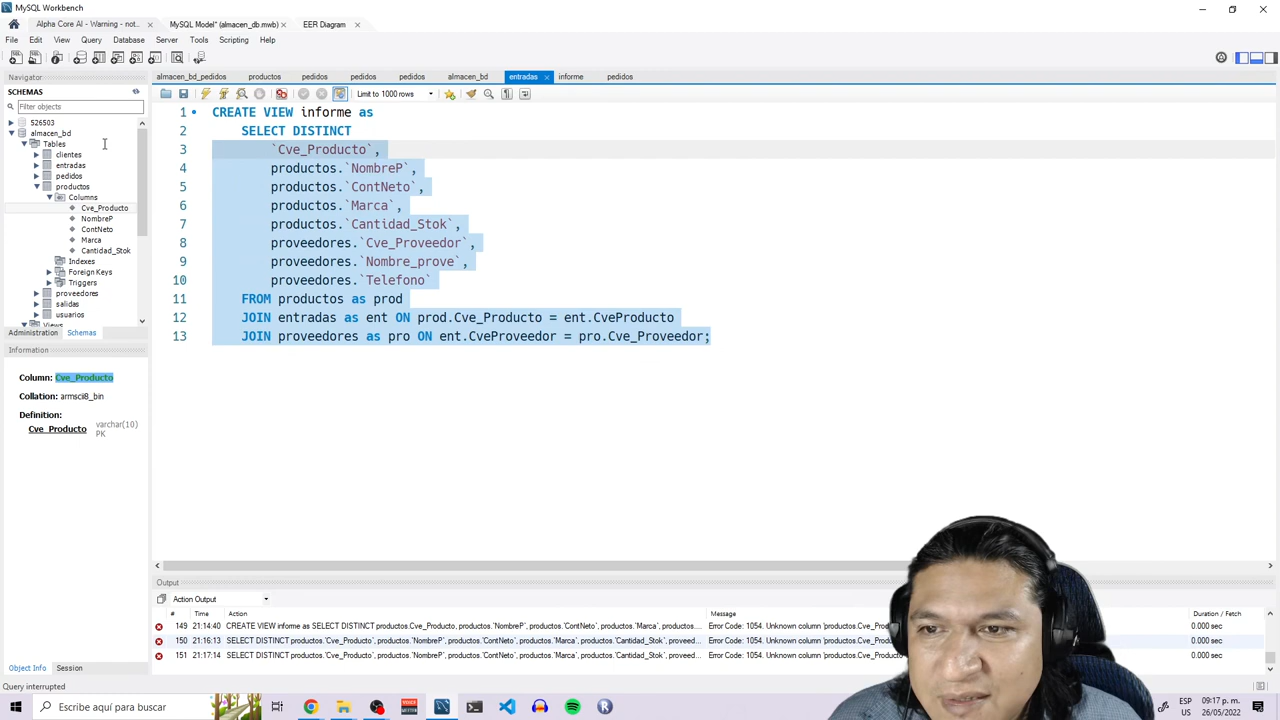 MySQL Workbench
Alpha Core AI - Warning - not...
MySQL Model* (almacen_db.mwb)
EER Diagram
File Edit View Query Database Server Tools Scripting Help
Navigator
SCHEMAS
Filter objects
526503
almacen_bd
Tables
clientes
entradas
pedidos
productos
Columns
Cve_Producto
NombreP
ContNeto
Marca
Cantidad_Stok
Indexes
Foreign Keys
Triggers
proveedores
salidas
usuarios
Views
Administration Schemas
Information
Column: Cve_Producto
Collation: armscii8_bin
Definition:
Cve_Producto varchar(10)
PK
Object Info Session
Query interrupted
almacen_bd_pedidos productos pedidos pedidos pedidos almacen_bd entradas informe pedidos
Limit to 1000 rows
1 CREATE VIEW informe as
2 SELECT DISTINCT
3 `Cve_Producto`,
4 productos.`NombreP`,
5 productos.`ContNeto`,
6 productos.`Marca`,
7 productos.`Cantidad_Stok`,
8 proveedores.`Cve_Proveedor`,
9 proveedores.`Nombre_prove`,
10 proveedores.`Telefono`
11 FROM productos as prod
12 JOIN entradas as ent ON prod.Cve_Producto = ent.CveProducto
13 JOIN proveedores as pro ON ent.CveProveedor = pro.Cve_Proveedor;
Output
Action Output
# Time Action Message Duration / Fetch
149 21:14:40 CREATE VIEW informe as SELECT DISTINCT productos.Cve_Producto, productos.`NombreP`, productos.`ContNeto`, productos.`Marca`, productos.... Error Code: 1054. Unknown column 'productos.Cve_Pro 0.000 sec
150 21:16:13 SELECT DISTINCT productos.`Cve_Producto`, productos.`NombreP`, productos.`ContNeto`, productos.`Marca`, productos.`Cantidad_Stok`, proveed... Error Code: 1054. Unknown column 'productos.Cve_Pro 0.000 sec
151 21:17:14 SELECT DISTINCT productos.`Cve_Producto`, productos.`NombreP`, productos.`ContNeto`, productos.`Marca`, productos.`Cantidad_Stok`, proveed... Error Code: 1054. Unknown column 'productos.Cve_Producto 0.000 sec
Escribe aquí para buscar
ESP
US
09:17 p. m.
26/05/2022